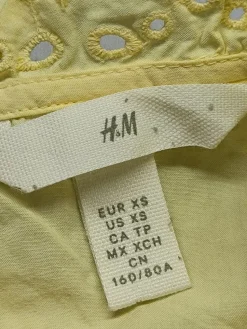 H&M
EUR XS
US XS
CA TP
MX XCH
CN
160/80A